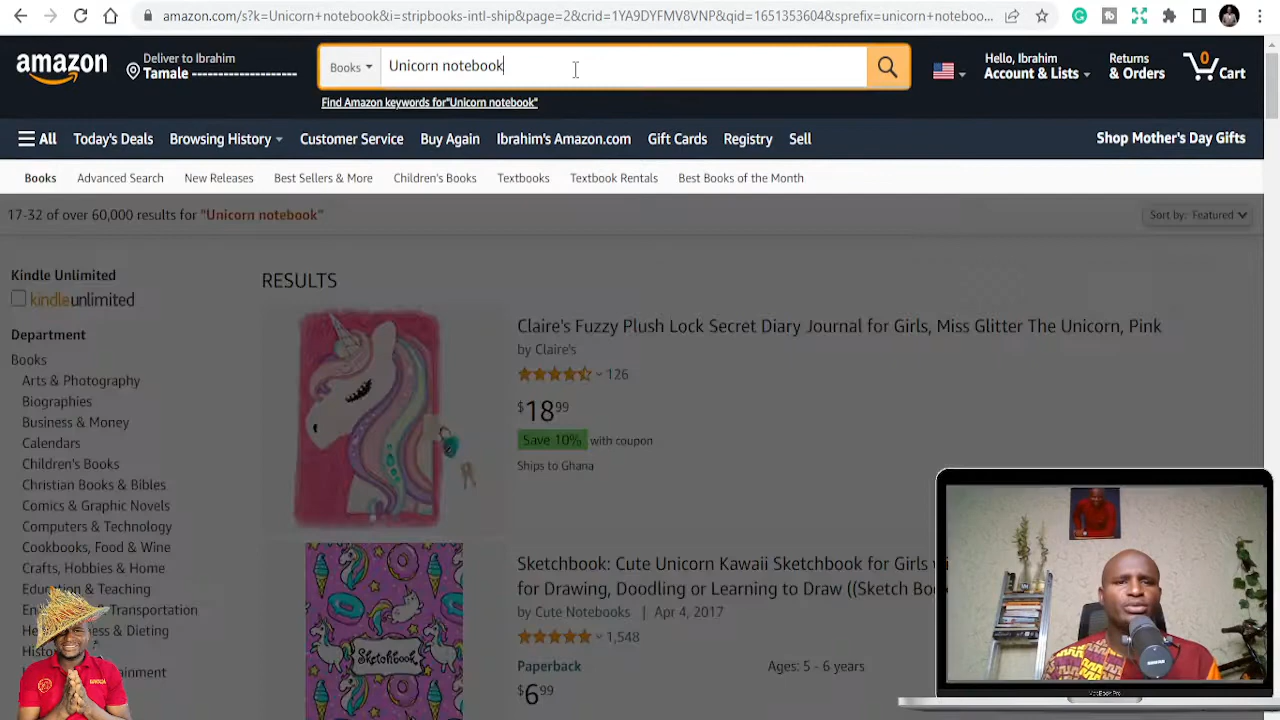 amazon.com/s?k=Unicorn+notebook&i=stripbooks-intl-ship&page=2&crid=1YA9DYFMV8VNP&qid=1651353604&sprefix=unicorn+noteboo...
amazon
Deliver to Ibrahim
Tamale
Books
Unicorn notebook
Hello, Ibrahim
Account & Lists
Returns
& Orders
0
Cart
Find Amazon keywords for"Unicorn notebook"
All
Today's Deals
Browsing History
Customer Service
Buy Again
Ibrahim's Amazon.com
Gift Cards
Registry
Sell
Shop Mother's Day Gifts
Books
Advanced Search
New Releases
Best Sellers & More
Children's Books
Textbooks
Textbook Rentals
Best Books of the Month
17-32 of over 60,000 results for "Unicorn notebook"
Sort by: Featured
Kindle Unlimited
kindleunlimited
Department
Books
Arts & Photography
Biographies
Business & Money
Calendars
Children's Books
Christian Books & Bibles
Comics & Graphic Novels
Computers & Technology
Cookbooks, Food & Wine
Crafts, Hobbies & Home
RESULTS
Claire's Fuzzy Plush Lock Secret Diary Journal for Girls, Miss Glitter The Unicorn, Pink
by Claire's
126
$18 99
Save 10% with coupon
Ships to Ghana
Sketchbook: Cute Unicorn Kawaii Sketchbook for Girls
for Drawing, Doodling or Learning to Draw ((Sketch
by Cute Notebooks | Apr 4, 2017
1,548
Paperback
Ages: 5 - 6 years
$6 99
Sketchbook
MacBook Pro